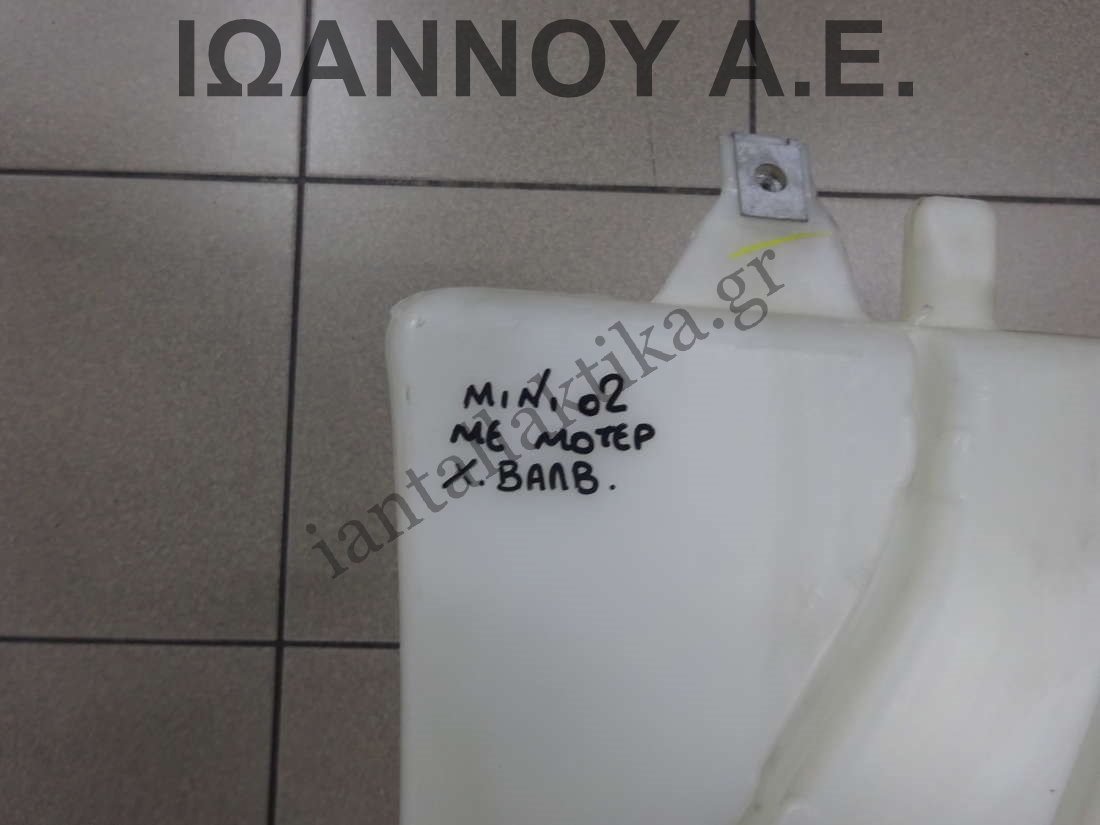 ΙΩΑΝΝΟΥ Α.Ε.
MINI 02
ΜΕ ΜΟΤΕΡ
Χ. ΒΑΛΒ.
iantallaktika.gr